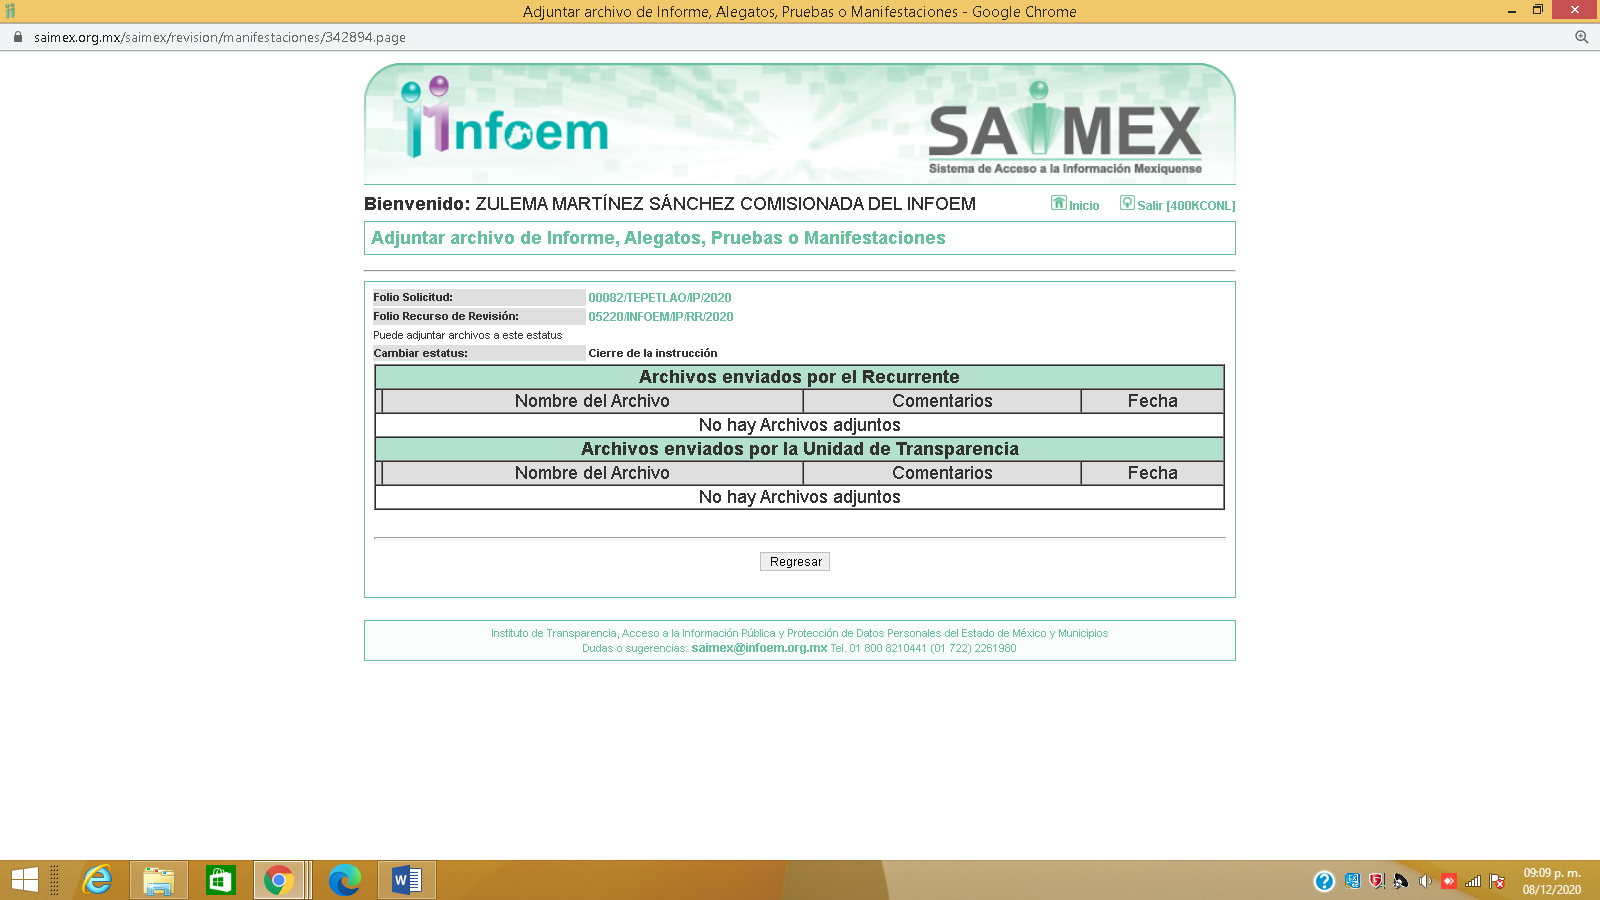 Adjuntar archivo de Informe, Alegatos, Pruebas o Manifestaciones - Google Chrome
saimex.org.mx/saimex/revision/manifestaciones/342894.page
infoem
SAIMEX
Sistema de Acceso a la Información Mexiquense
Bienvenido: ZULEMA MARTÍNEZ SÁNCHEZ COMISIONADA DEL INFOEM
Inicio Salir [400KCONL]
Adjuntar archivo de Informe, Alegatos, Pruebas o Manifestaciones
Folio Solicitud: 00082/TEPETLAO/IP/2020
Folio Recurso de Revisión: 05220/INFOEM/IP/RR/2020
Puede adjuntar archivos a este estatus
Cambiar estatus: Cierre de la instrucción
Archivos enviados por el Recurrente
Nombre del Archivo Comentarios Fecha
No hay Archivos adjuntos
Archivos enviados por la Unidad de Transparencia
Nombre del Archivo Comentarios Fecha
No hay Archivos adjuntos
Regresar
Instituto de Transparencia, Acceso a la Información Pública y Protección de Datos Personales del Estado de México y Municipios
Dudas o sugerencias: saimex@infoem.org.mx Tel. 01 800 8210441 (01 722) 2261980
09:09 p. m.
08/12/2020